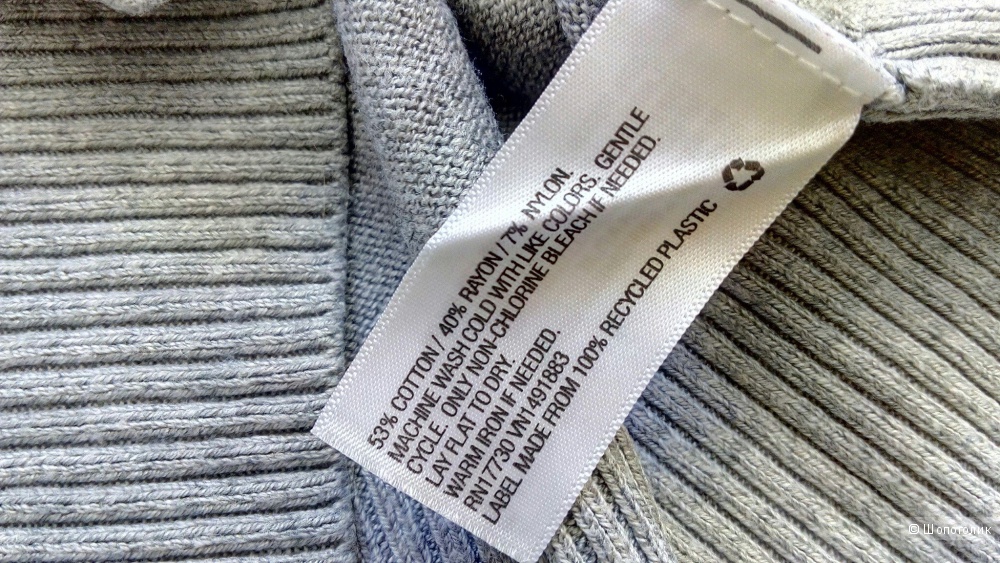 53% COTTON / 40% RAYON / 7% NYLON.
MACHINE WASH COLD WITH LIKE COLORS. GENTLE
CYCLE. ONLY NON-CHLORINE BLEACH IF NEEDED.
LAY FLAT TO DRY.
WARM IRON IF NEEDED.
RN17730 VN1491883
LABEL MADE FROM 100% RECYCLED PLASTIC
© Шопоголик